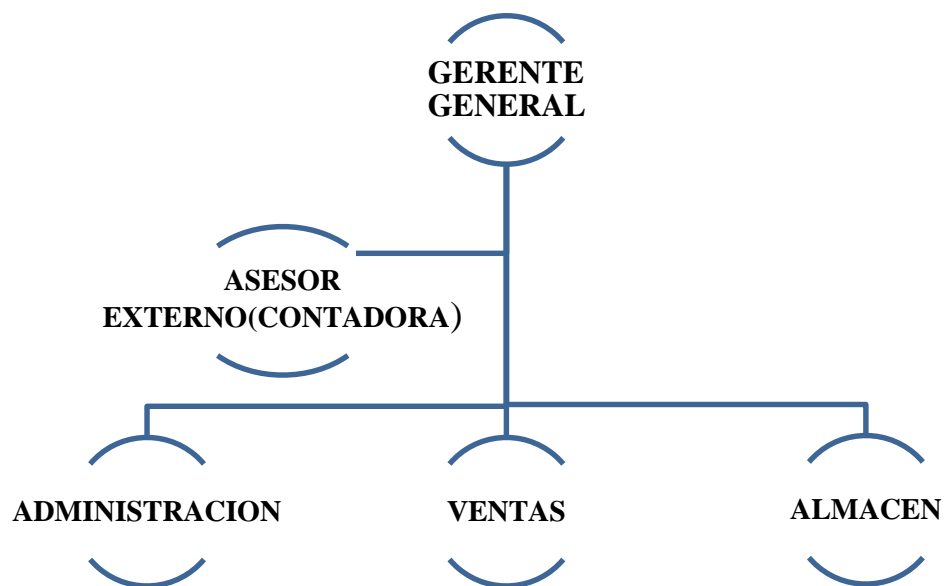 GERENTE
GENERAL
ASESOR
EXTERNO(CONTADORA)
ADMINISTRACION
VENTAS
ALMACEN